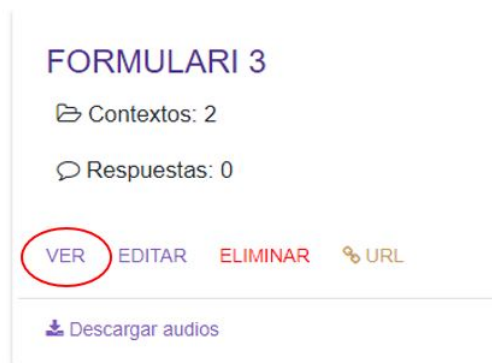 FORMULARI 3
Contextos: 2
Respuestas: 0
VER EDITAR ELIMINAR URL
Descargar audios